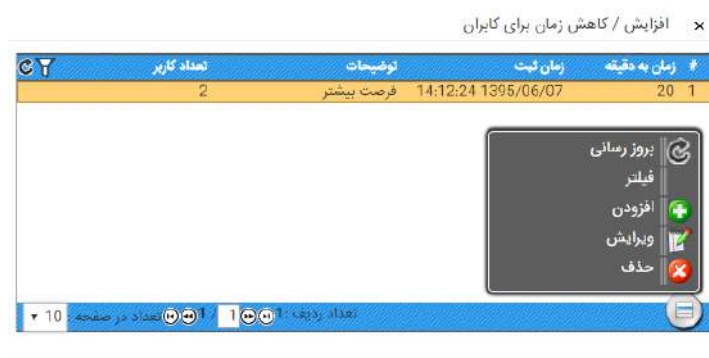 افزایش / کاهش زمان برای کابران
# زمان به دقیقه زمان ثبت توضیحات تعداد کاربر
1 20 1395/06/07 14:12:24 فرصت بیشتر 2
بروز رسانی
فیلتر
افزودن
ویرایش
حذف
تعداد ردیف :1 1 / 1 تعداد در صفحه : 10